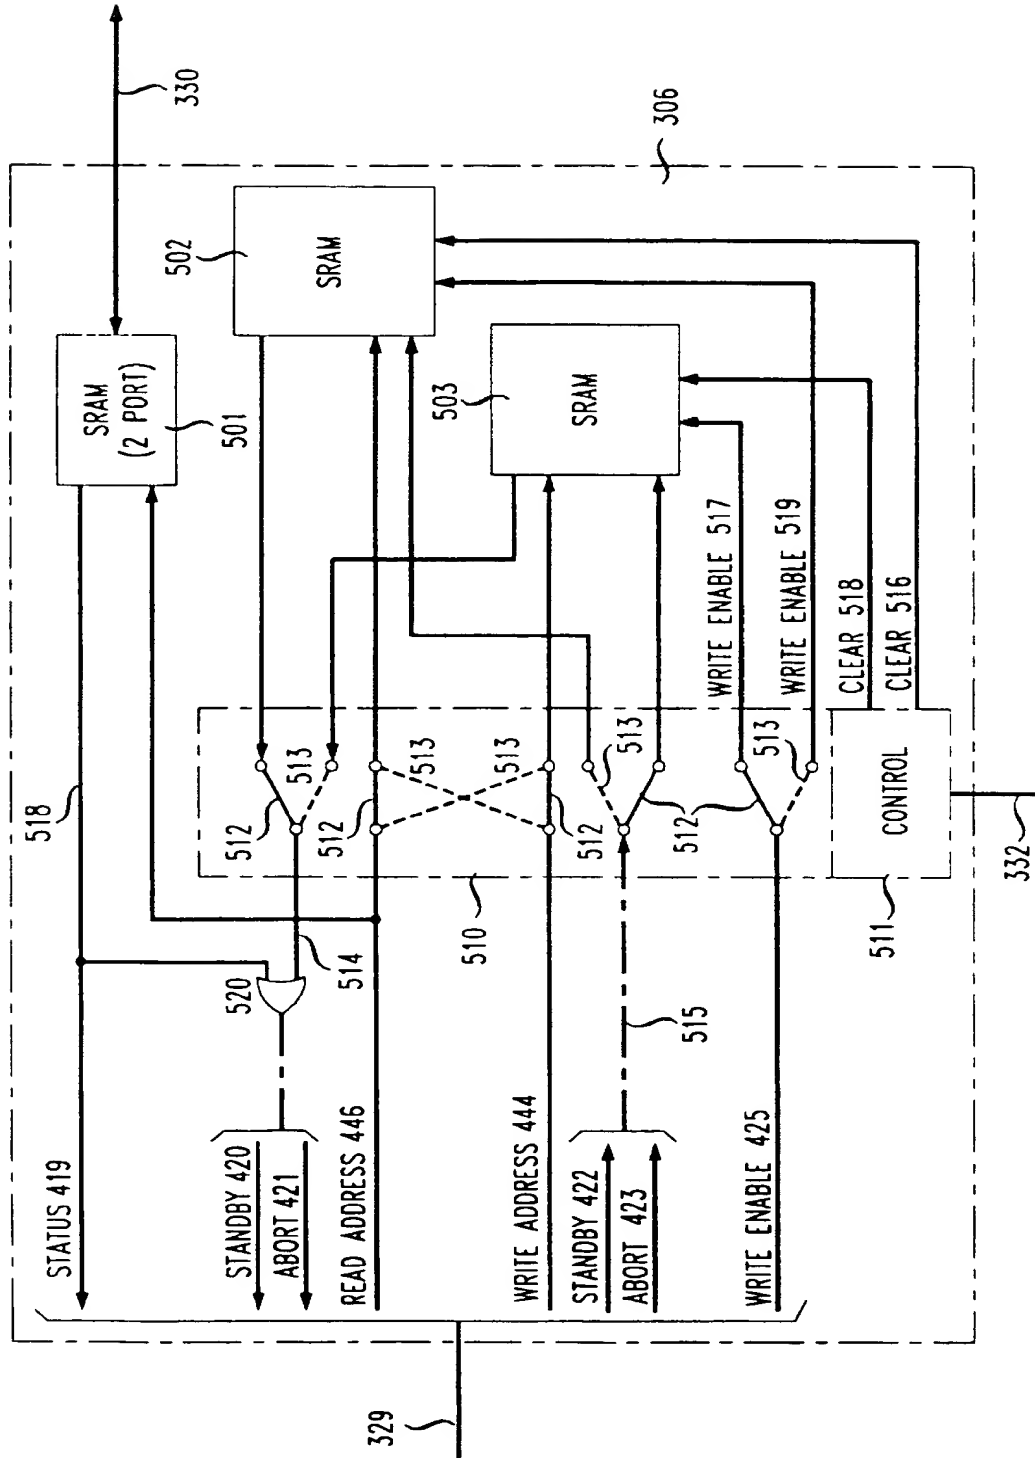 330
306
SRAM
(2 PORT)
501
502
SRAM
503
SRAM
518
WRITE ENABLE 517
WRITE ENABLE 519
CLEAR 518
CLEAR 516
512
513
512
513
513
512
513
512
513
CONTROL
511
332
510
514
520
515
STATUS 419
STANDBY 420
ABORT 421
READ ADDRESS 446
WRITE ADDRESS 444
STANDBY 422
ABORT 423
WRITE ENABLE 425
329